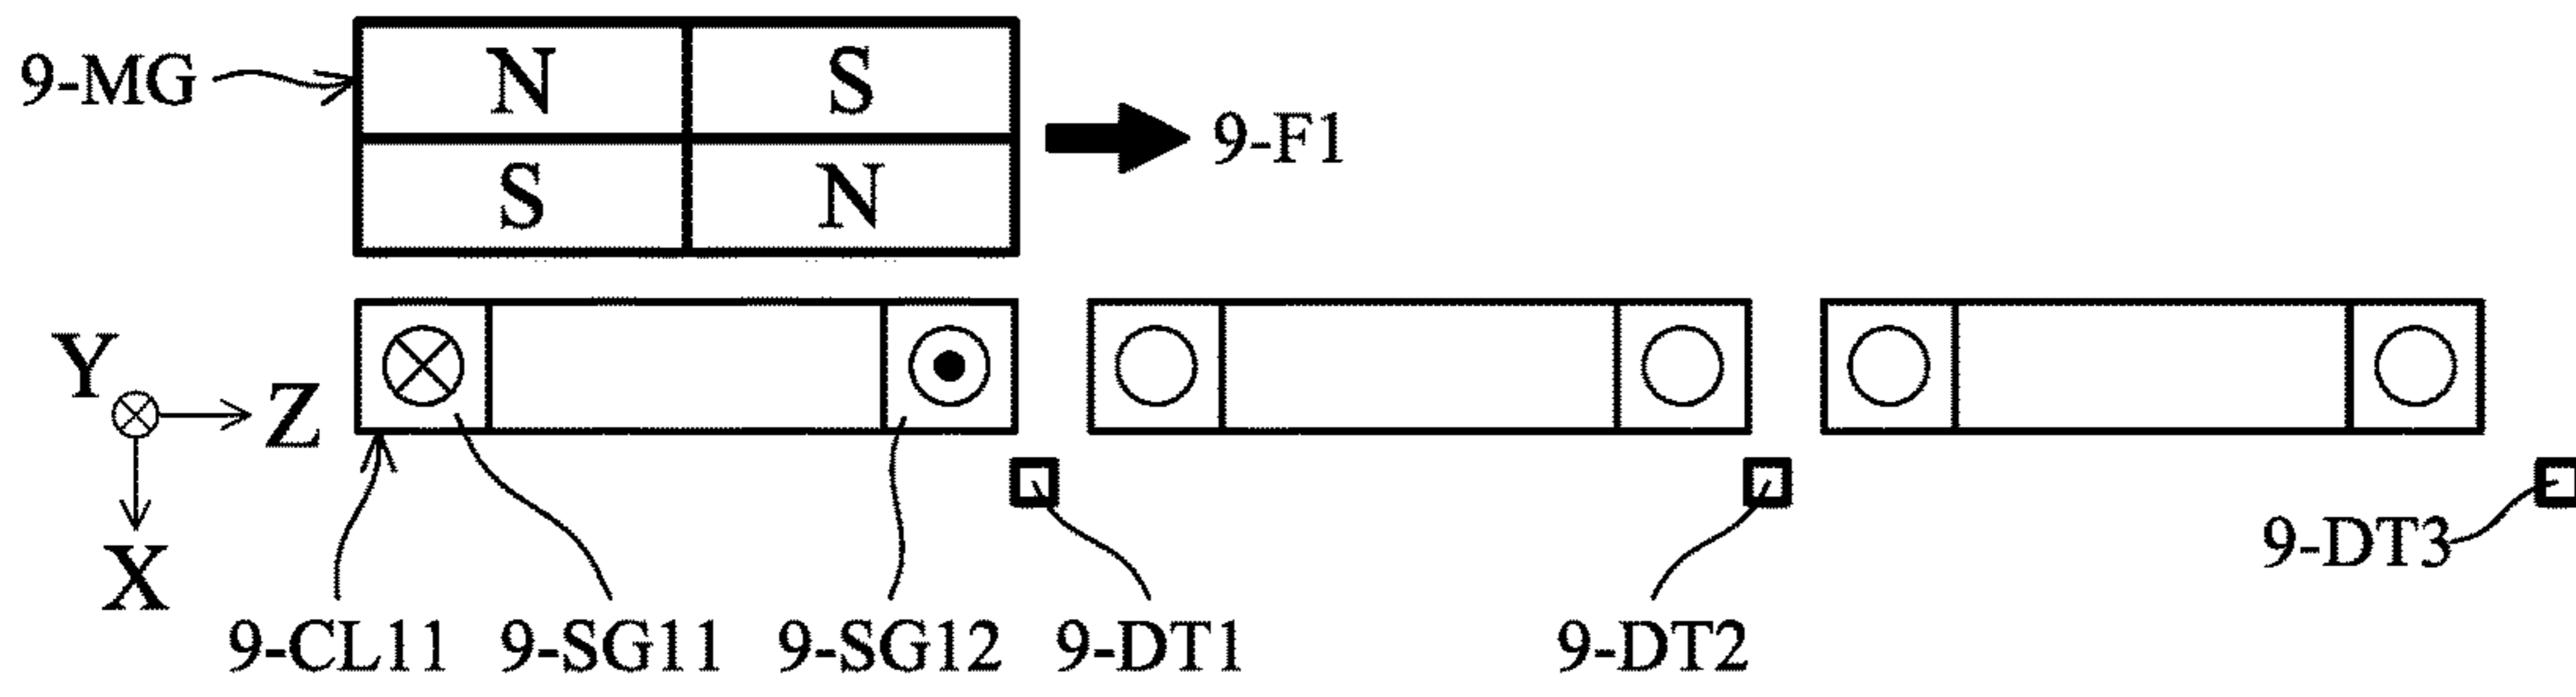 9-MG
N S
9-F1
S N
Y
Z
X
9-CL11 9-SG11 9-SG12 9-DT1 9-DT2 9-DT3